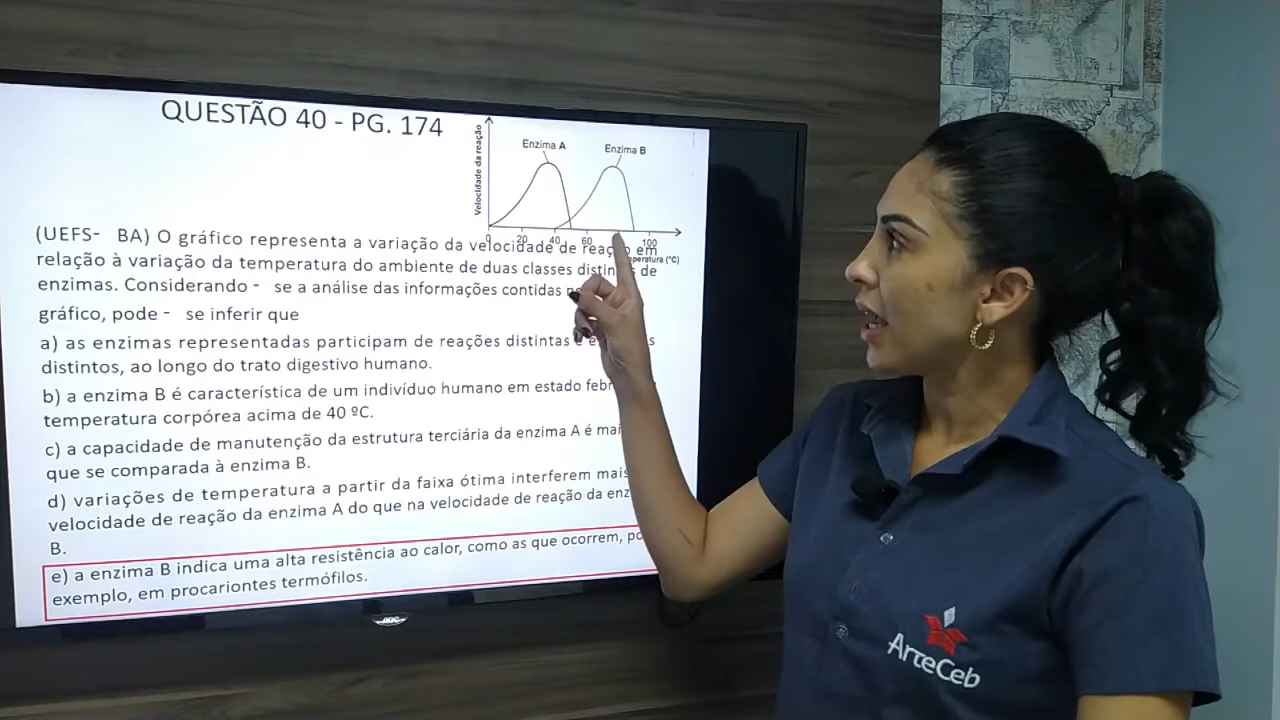 QUESTÃO 40 - PG. 174
Velocidade da reação
Enzima A
Enzima B
0 20 40 60 100
peratura (°C)
(UEFS- BA) O gráfico representa a variação da velocidade de reação em
relação à variação da temperatura do ambiente de duas classes distintas de
enzimas. Considerando - se a análise das informações contidas
gráfico, pode - se inferir que
a) as enzimas representadas participam de reações distintas e
distintos, ao longo do trato digestivo humano.
b) a enzima B é característica de um indivíduo humano em estado febr
temperatura corpórea acima de 40 ºC.
c) a capacidade de manutenção da estrutura terciária da enzima A é mai
que se comparada à enzima B.
d) variações de temperatura a partir da faixa ótima interferem mais
velocidade de reação da enzima A do que na velocidade de reação da enz
B.
e) a enzima B indica uma alta resistência ao calor, como as que ocorrem, po
exemplo, em procariontes termófilos.
AOC
ArteCeb